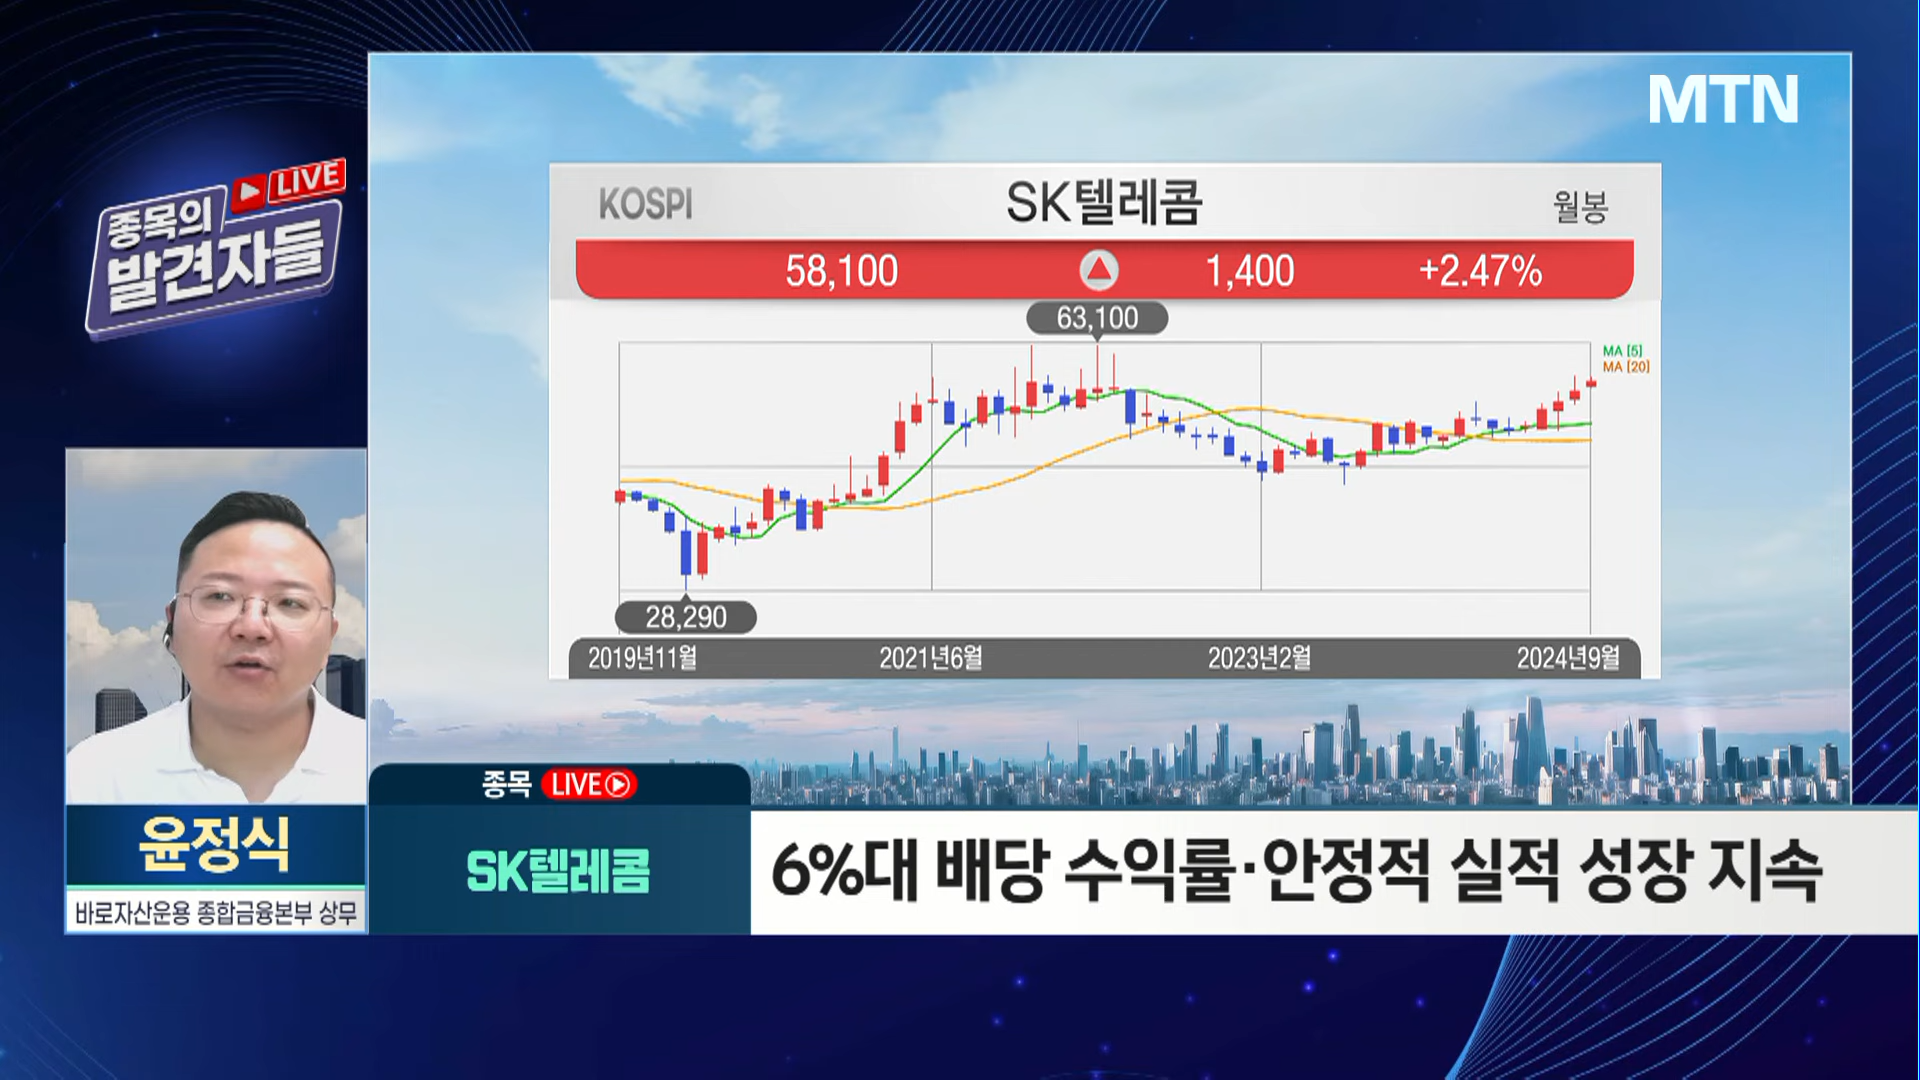 MTN
종목의
발견자들
LIVE
KOSPI
SK텔레콤
월봉
58,100
1,400
+2.47%
63,100
MA [5]
MA [20]
28,290
2019년11월
2021년6월
2023년2월
2024년9월
종목 LIVE
SK텔레콤
6%대 배당 수익률·안정적 실적 성장 지속
윤정식
바로자산운용 종합금융본부 상무